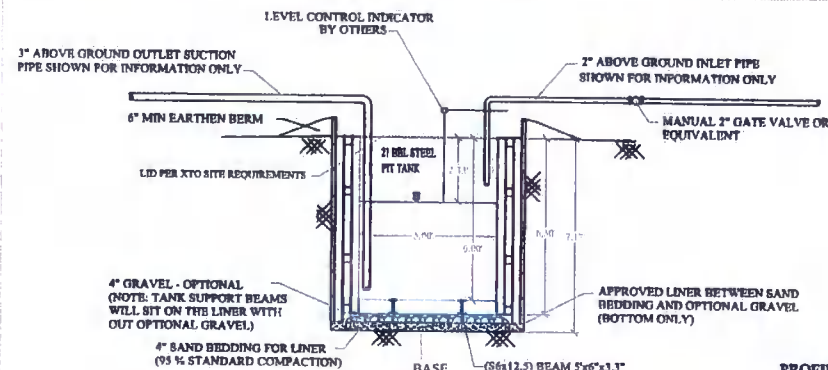 LEVEL CONTROL INDICATOR
BY OTHERS
3" ABOVE GROUND OUTLET SUCTION
PIPE SHOWN FOR INFORMATION ONLY
2" ABOVE GROUND INLET PIPE
SHOWN FOR INFORMATION ONLY
6" MIN EARTHEN BERM
MANUAL 2" GATE VALVE OR
EQUIVALENT
21 BBL STEEL
PIT TANK
LID PER XTO SITE REQUIREMENTS
4" GRAVEL - OPTIONAL
(NOTE: TANK SUPPORT BEAMS
WILL SIT ON THE LINER WITH
OUT OPTIONAL GRAVEL)
APPROVED LINER BETWEEN SAND
BEDDING AND OPTIONAL GRAVEL
(BOTTOM ONLY)
4" SAND BEDDING FOR LINER
(95 % STANDARD COMPACTION)
BASE
(S6x12.5) BEAM 5'x6"x3.3"